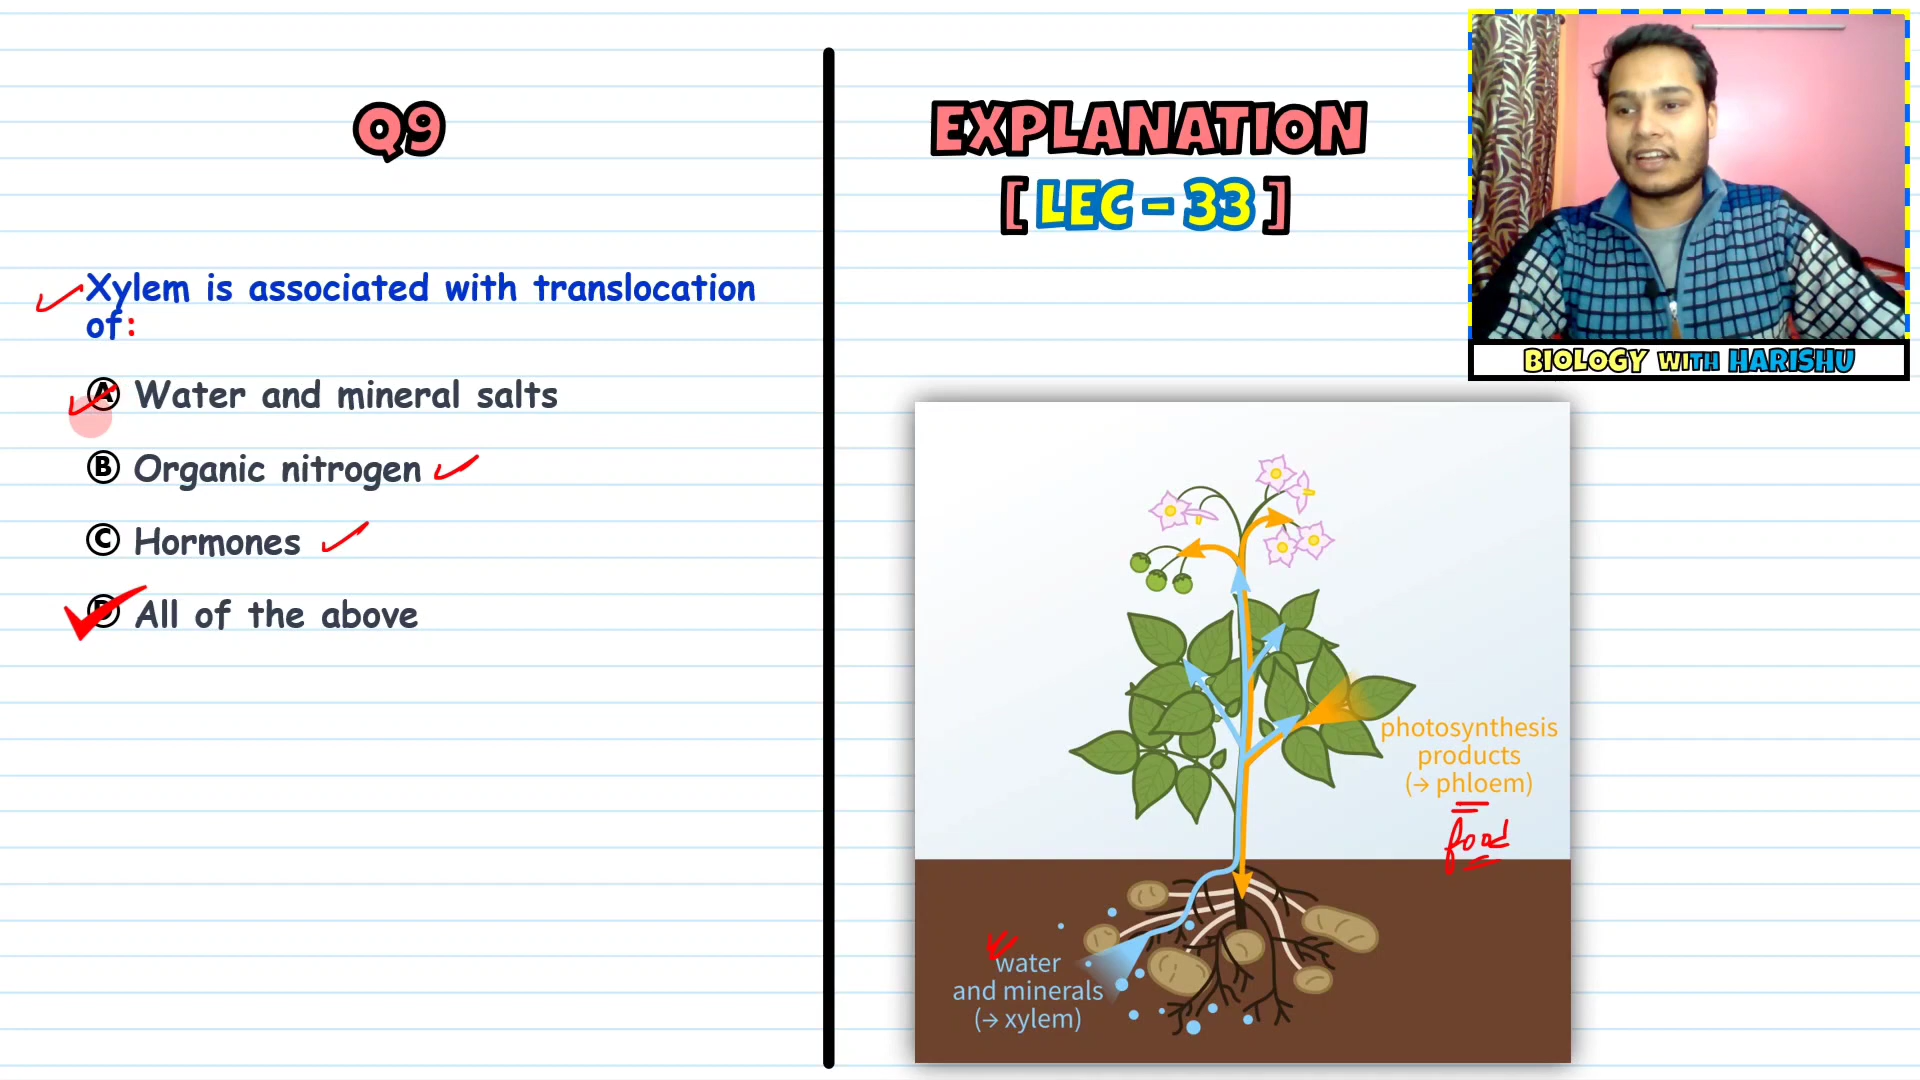 Q9
Xylem is associated with translocation
of:
Ⓐ Water and mineral salts
Ⓑ Organic nitrogen
Ⓒ Hormones
Ⓓ All of the above
EXPLANATION
[ LEC - 33 ]
BIOLOGY WITH HARISHU
photosynthesis
products
(→ phloem)
food
water
and minerals
(→ xylem)